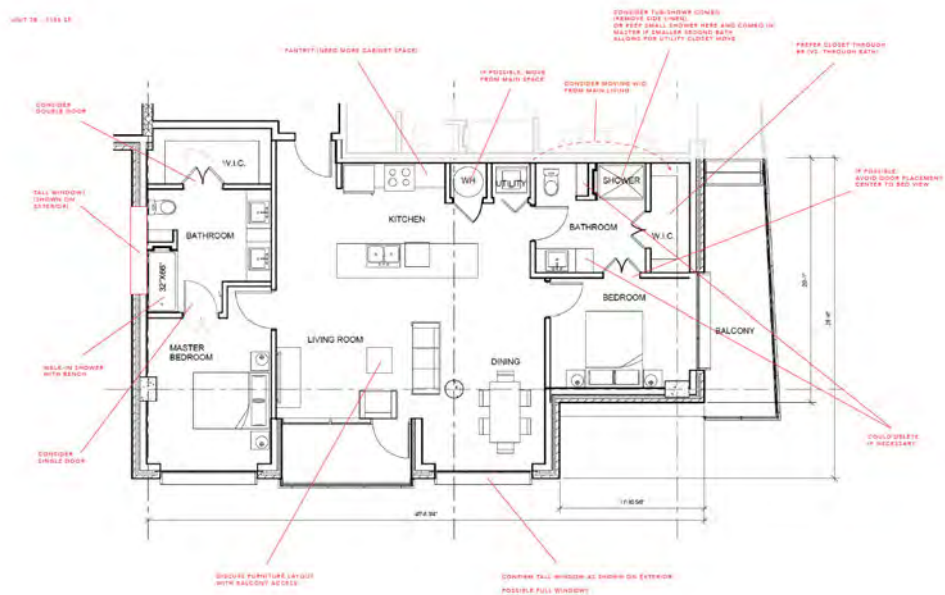 UNIT 2B - 1156 SF
CONSIDER TUB/SHOWR COMBO
(REMOVE SIDE LINEN)
OR KEEP SMALL SHOWER HERE AND COMBO IN
MASTER IF SMALLER SECOND BATH
ALLOWS FOR UTILITY CLOSET MOVE
PANTRY? (NEED MORE CABINET SPACE)
PREFER CLOSET THROUGH
BR (VS. THROUGH BATH)
IF POSSIBLE, MOVE
FROM MAIN SPACE
CONSIDER MOVING W/D
FROM MAIN LIVING
CONSIDER
DOUBLE DOOR
W.I.C.
WH
UTILITY
SHOWER
IF POSSIBLE,
AVOID DOOR PLACEMENT
CENTER TO BED VIEW
TALL WINDOW?
(SHOWN ON
EXTERIOR)
KITCHEN
BATHROOM
BATHROOM
W.I.C.
32"X66"
BEDROOM
BALCONY
LIVING ROOM
MASTER
BEDROOM
DINING
WALK-IN SHOWER
WITH BENCH
COULD DELETE
IF NECESSARY
CONSIDER
SINGLE DOOR
DISCUSS FURNITURE LAYOUT
WITH BALCONY ACCESS
CONFIRM TALL WINDOW AS SHOWN ON EXTERIOR
POSSIBLE FULL WINDOW?